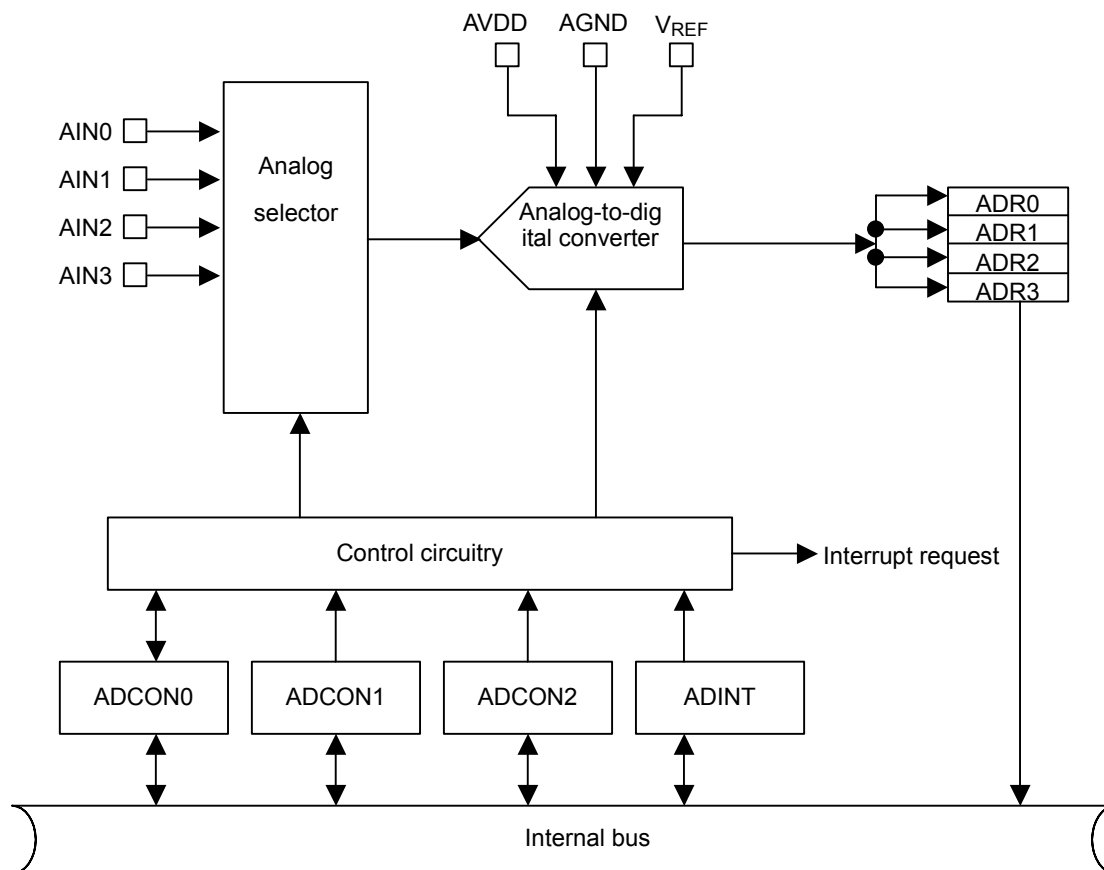 AVDD AGND VREF
AIN0
AIN1
AIN2
AIN3
Analog
selector
Analog-to-dig
ital converter
ADR0
ADR1
ADR2
ADR3
Control circuitry
Interrupt request
ADCON0
ADCON1
ADCON2
ADINT
Internal bus